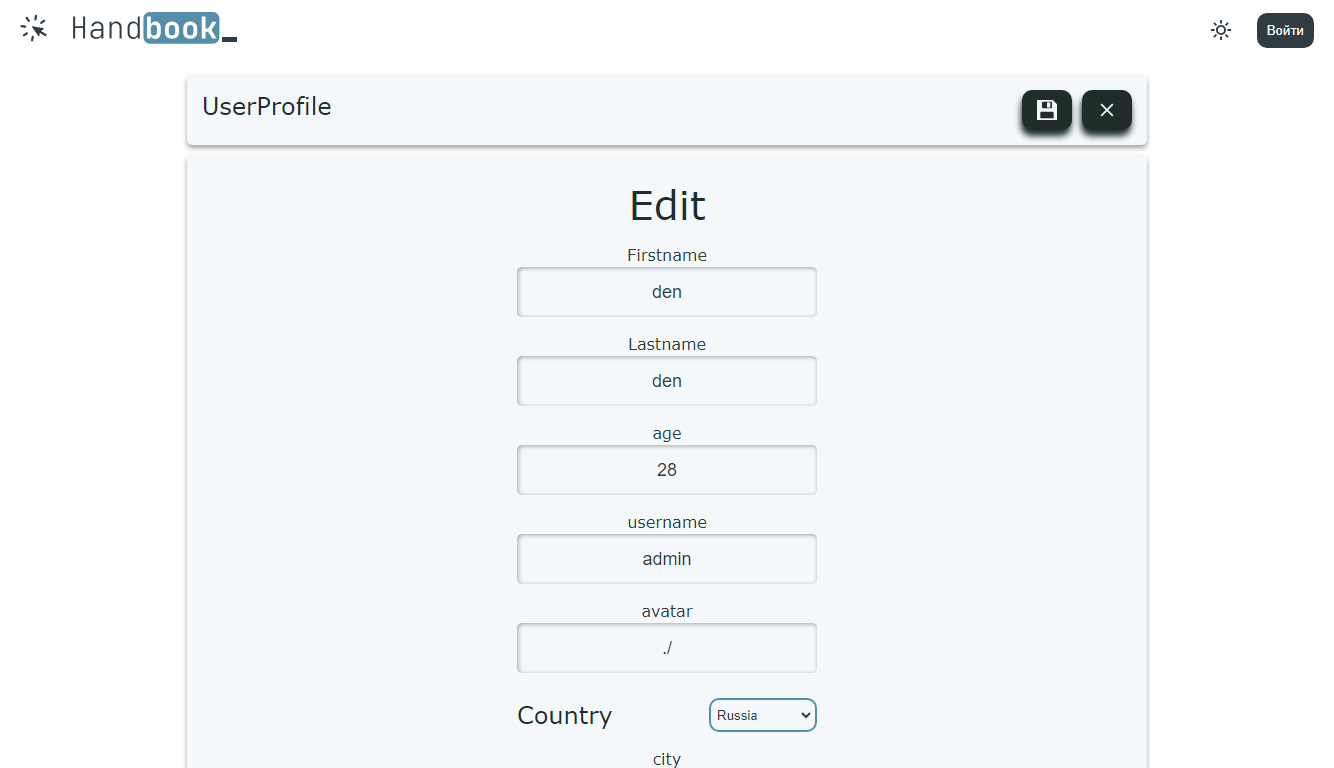 Handbook_
Войти
UserProfile
Edit
Firstname
den
Lastname
den
age
28
username
admin
avatar
./
Country
Russia
city